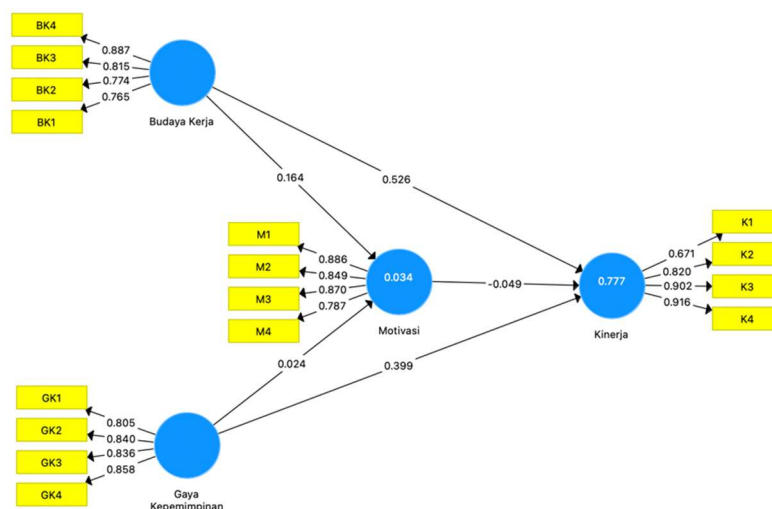 BK4
BK3
BK2
BK1
0.887
0.815
0.774
0.765
Budaya Kerja
0.164
0.526
M1
M2
M3
M4
0.886
0.849
0.870
0.787
0.034
Motivasi
-0.049
0.777
Kinerja
0.671
0.820
0.902
0.916
K1
K2
K3
K4
0.024
0.399
GK1
GK2
GK3
GK4
0.805
0.840
0.836
0.858
Gaya
Kepemimpinan